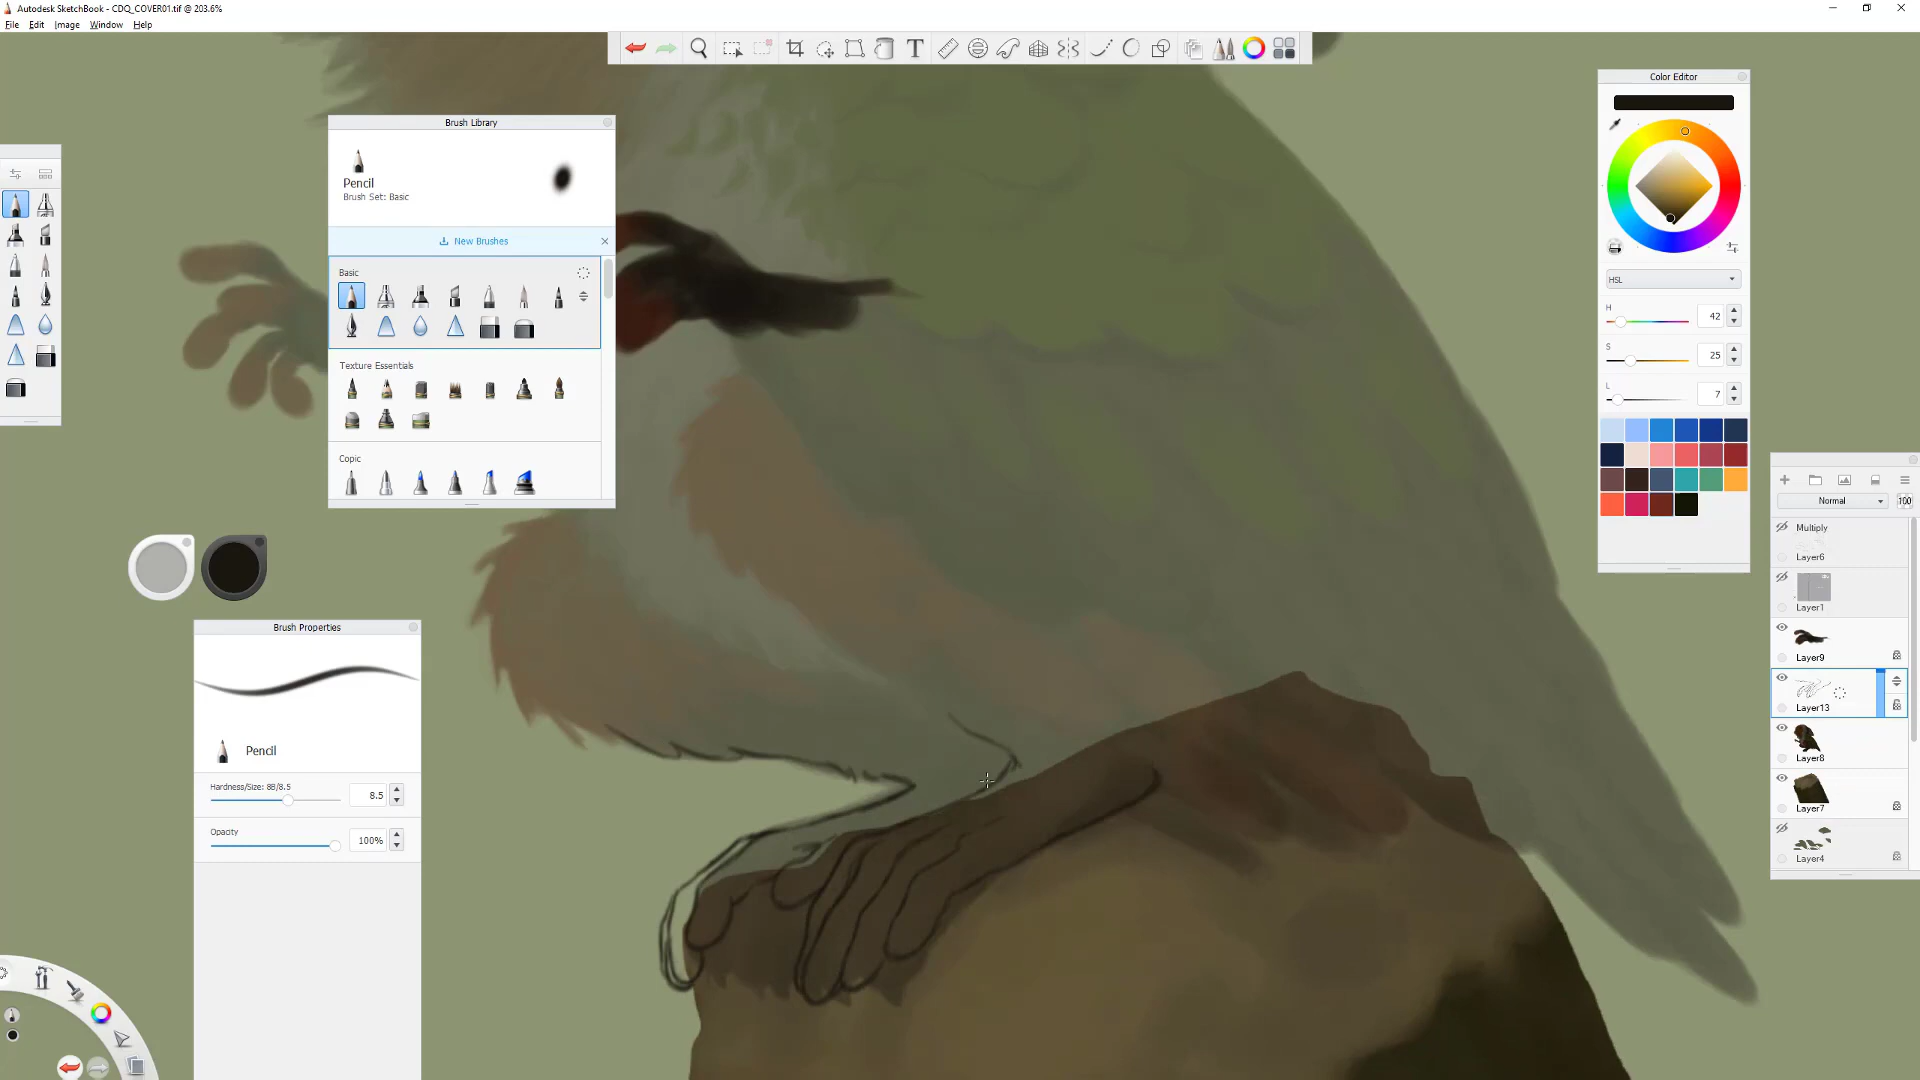 Autodesk SketchBook - CDQ_COVER01.tif @ 203.6%
File Edit Image Window Help
Brush Library
Pencil
Brush Set: Basic
New Brushes
Basic
Texture Essentials
Copic
Brush Properties
Pencil
Hardness/Size: 8B/8.5
8.5
Opacity
100%
Color Editor
HSL
H
42
S
25
L
7
Normal
100
Multiply
Layer6
Layer1
Layer9
Layer13
Layer8
Layer7
Layer4